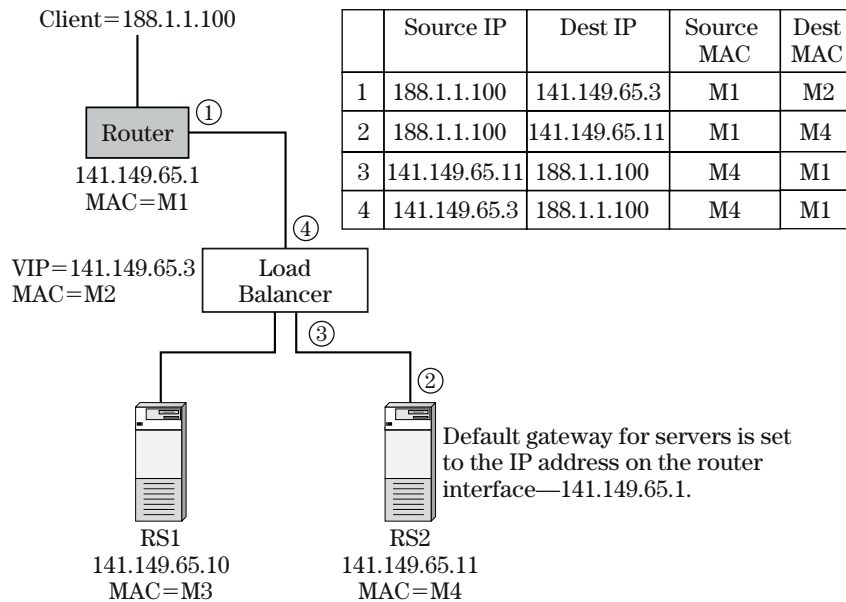 Client=188.1.1.100
①
Router
141.149.65.1
MAC=M1
Source IP Dest IP Source MAC Dest MAC
1 188.1.1.100 141.149.65.3 M1 M2
2 188.1.1.100 141.149.65.11 M1 M4
3 141.149.65.11 188.1.1.100 M4 M1
4 141.149.65.3 188.1.1.100 M4 M1
④
VIP=141.149.65.3
MAC=M2
Load
Balancer
③
②
Default gateway for servers is set
to the IP address on the router
interface—141.149.65.1.
RS1
141.149.65.10
MAC=M3
RS2
141.149.65.11
MAC=M4